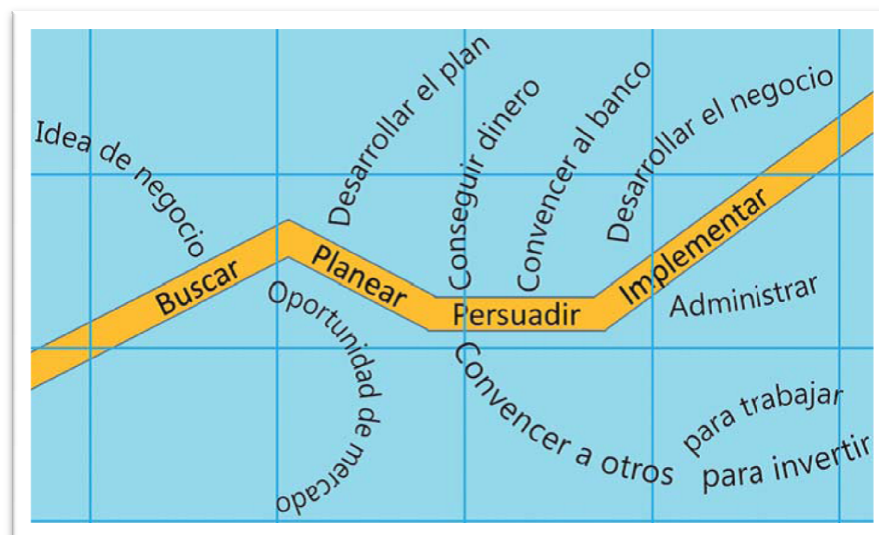 Idea de negocio
Buscar
Oportunidad de mercado
Planear
Desarrollar el plan
Persuadir
Conseguir dinero
Convencer al banco
Convencer a otros
para trabajar
para invertir
Implementar
Desarrollar el negocio
Administrar